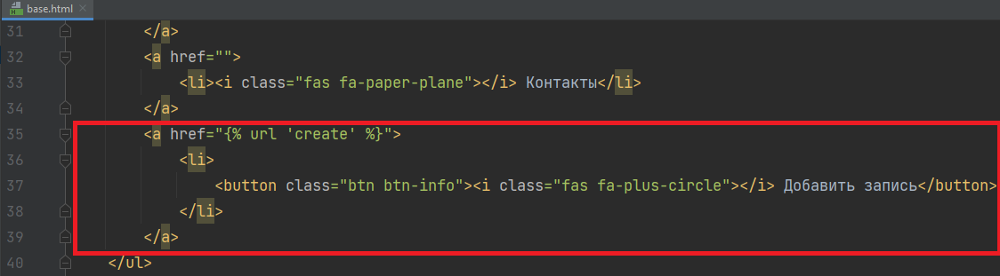 base.html
31 </a>
32 <a href="">
33 <li><i class="fas fa-paper-plane"></i> Контакты</li>
34 </a>
35 <a href="{% url 'create' %}">
36 <li>
37 <button class="btn btn-info"><i class="fas fa-plus-circle"></i> Добавить запись</button>
38 </li>
39 </a>
40 </ul>